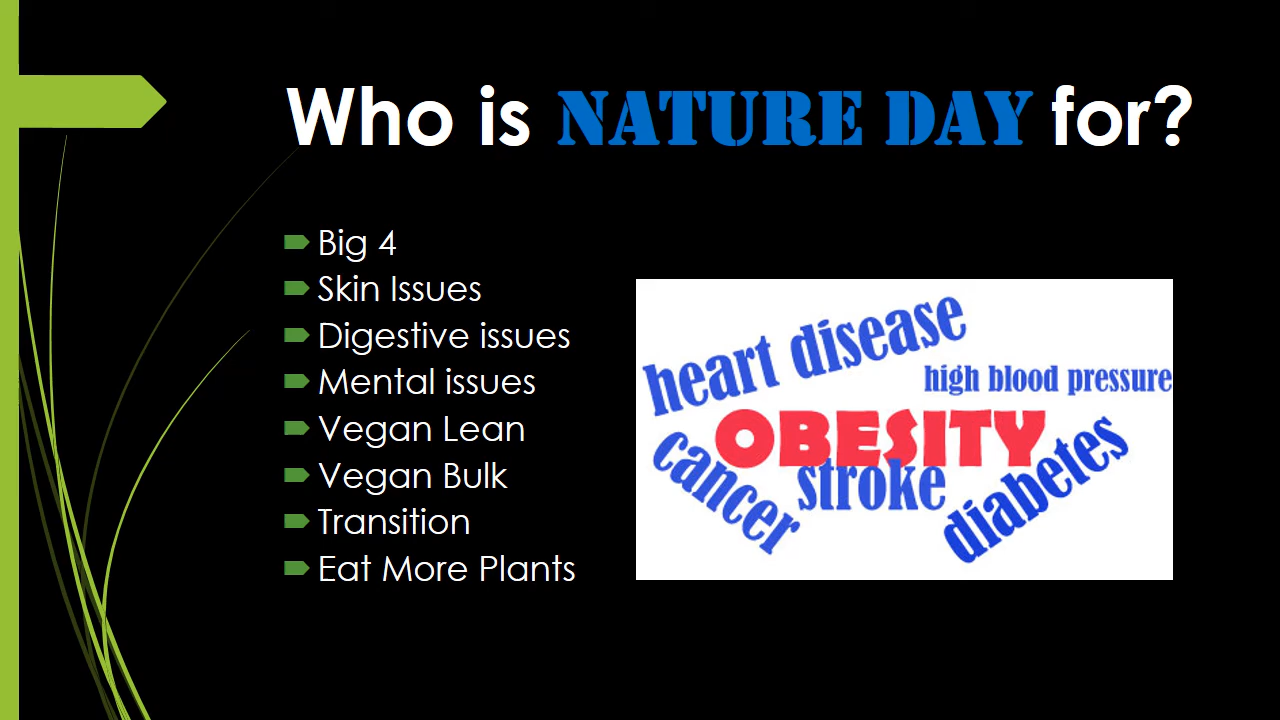 Who is NATURE DAY for?
Big 4
Skin Issues
Digestive issues
Mental issues
Vegan Lean
Vegan Bulk
Transition
Eat More Plants
heart disease
high blood pressure
OBESITY
cancer
stroke
diabetes